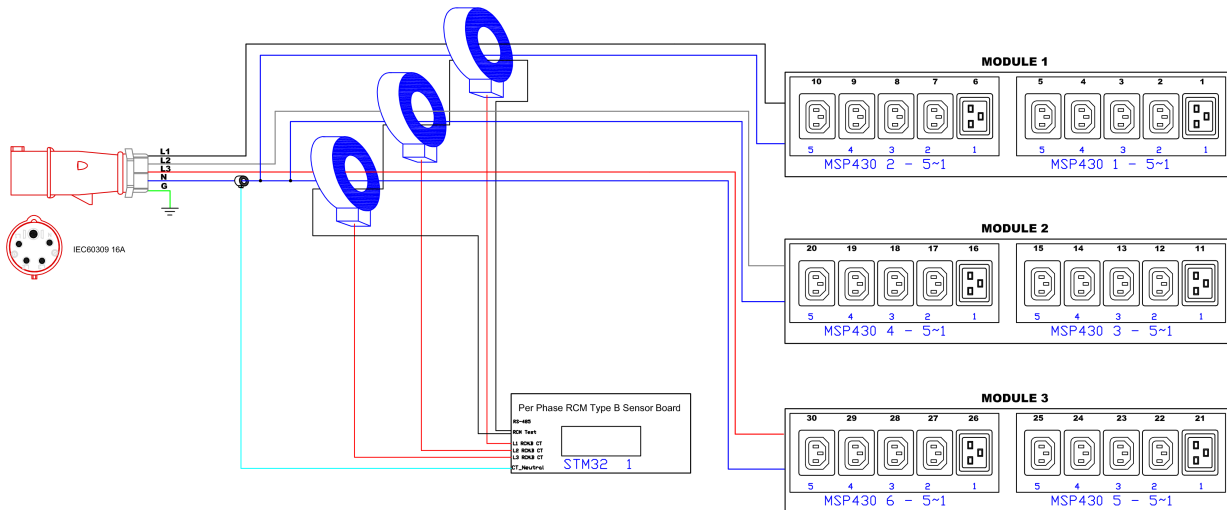 L1
L2
L3
N
G
IEC60309 16A
MODULE 1
10 9 8 7 6 5 4 3 2 1
5 4 3 2 1 5 4 3 2 1
MSP430 2 - 5~1 MSP430 1 - 5~1
MODULE 2
20 19 18 17 16 15 14 13 12 11
5 4 3 2 1 5 4 3 2 1
MSP430 4 - 5~1 MSP430 3 - 5~1
MODULE 3
30 29 28 27 26 25 24 23 22 21
5 4 3 2 1 5 4 3 2 1
MSP430 6 - 5~1 MSP430 5 - 5~1
Per Phase RCM Type B Sensor Board
RS-485
RCM Test
L1 RCMB CT
L2 RCMB CT
L3 RCMB CT
CT_Neutral
STM32 1